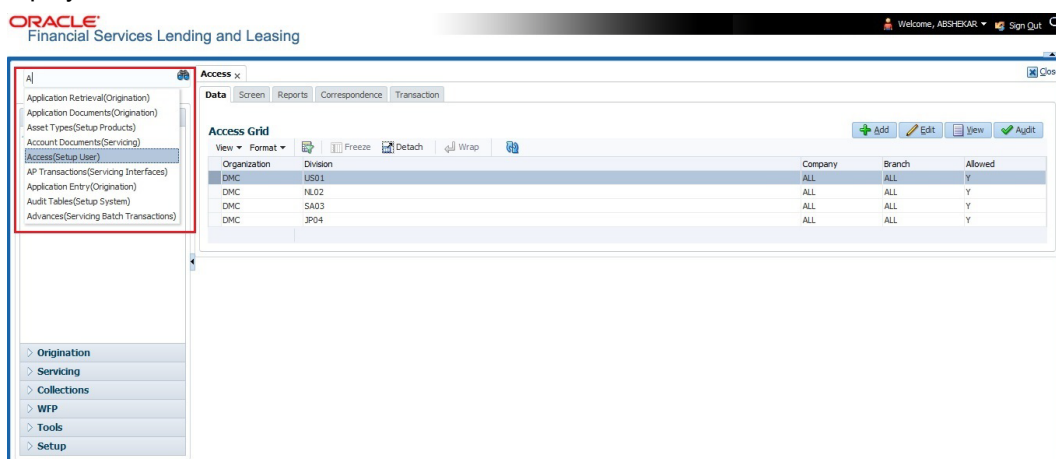 ORACLE
Financial Services Lending and Leasing
Welcome, ABSHEKAR
Sign Out
A
Application Retrieval(Origination)
Application Documents(Origination)
Asset Types(Setup Products)
Account Documents(Servicing)
Access(Setup User)
AP Transactions(Servicing Interfaces)
Application Entry(Origination)
Audit Tables(Setup System)
Advances(Servicing Batch Transactions)
Origination
Servicing
Collections
WFP
Tools
Setup
Access x
Clos
Data Screen Reports Correspondence Transaction
Access Grid
Add Edit View Audit
View Format Freeze Detach Wrap
Organization Division Company Branch Allowed
DMC US01 ALL ALL Y
DMC NL02 ALL ALL Y
DMC SA03 ALL ALL Y
DMC JP04 ALL ALL Y